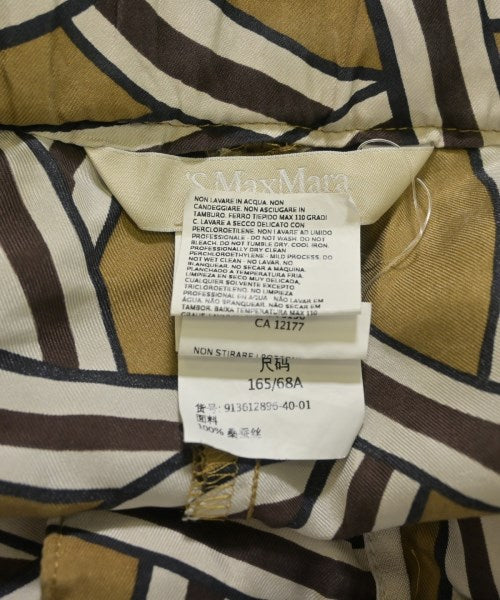 'S MaxMara
NON LAVARE IN ACQUA. NON
CANDEGGIARE. NON ASCIUGARE IN
TAMBURO. FERRO TIEPIDO MAX 110 GRADI
C. LAVARE A SECCO DELICATO CON
PERCLOROETILENE. NON LAVARE AD UMIDO
PROFESSIONALE - DO NOT WASH. DO NOT
BLEACH. DO NOT TUMBLE DRY. COOL IRON.
PROFESSIONAL DRY CLEAN
PERCHLOROETHYLENE - MILD PROCESS. DO
NOT WET CLEAN - NO LAVAR. NO
BLANQUEAR. NO SECAR A MÁQUINA.
PLANCHADO A TEMPERATURA FRÍA.
LIMPIEZA EN SECO MUY DELICADA,
CUALQUIER SOLVENTE EXCEPTO
TRICLOROETILENO. NO USAR LIMPIEZA
PROFESSIONAL EN AGUA - NÃO LAVAR EM
ÁGUA. NÃO BRANQUEAR. NÃO SECAR EM
TAMBOR. BAIXA TEMPERATURA MAX 110
CA 12177
NON STIRARE
尺码
165/68A
货号: 913612896-40-01
面料
100% 桑蚕丝